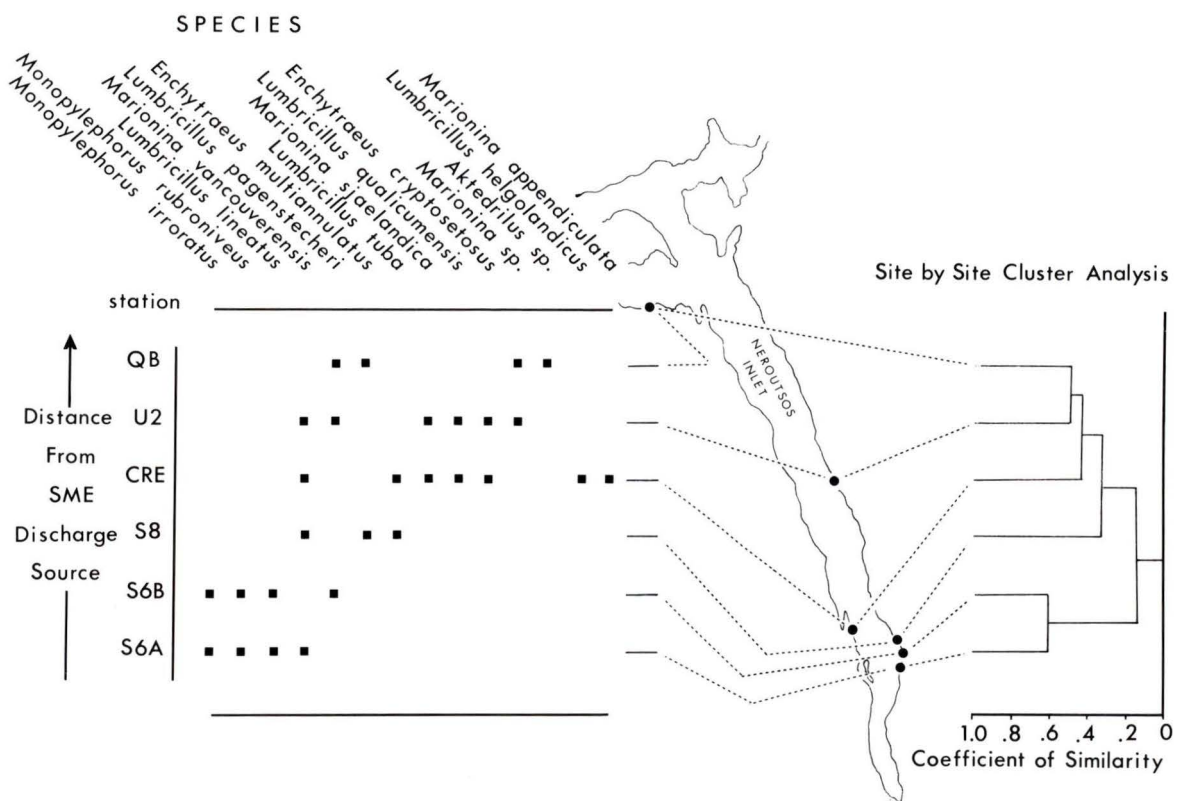 SPECIES
Monopylephorus irroratus
Monopylephorus rubroniveus
Lumbricillus lineatus
Marionina vancouverensis
Lumbricillus pagenstecheri
Enchytraeus multiannulatus
Lumbricillus tuba
Marionina sjaelandica
Lumbricillus qualicumensis
Enchytraeus cryptosetosus
Marionina sp.
Aktedrilus sp.
Lumbricillus helgolandicus
Marionina appendiculata
station
QB
U2
CRE
S8
S6B
S6A
Distance
From
SME
Discharge
Source
NEROUTSOS
INLET
Site by Site Cluster Analysis
1.0 .8 .6 .4 .2 0
Coefficient of Similarity